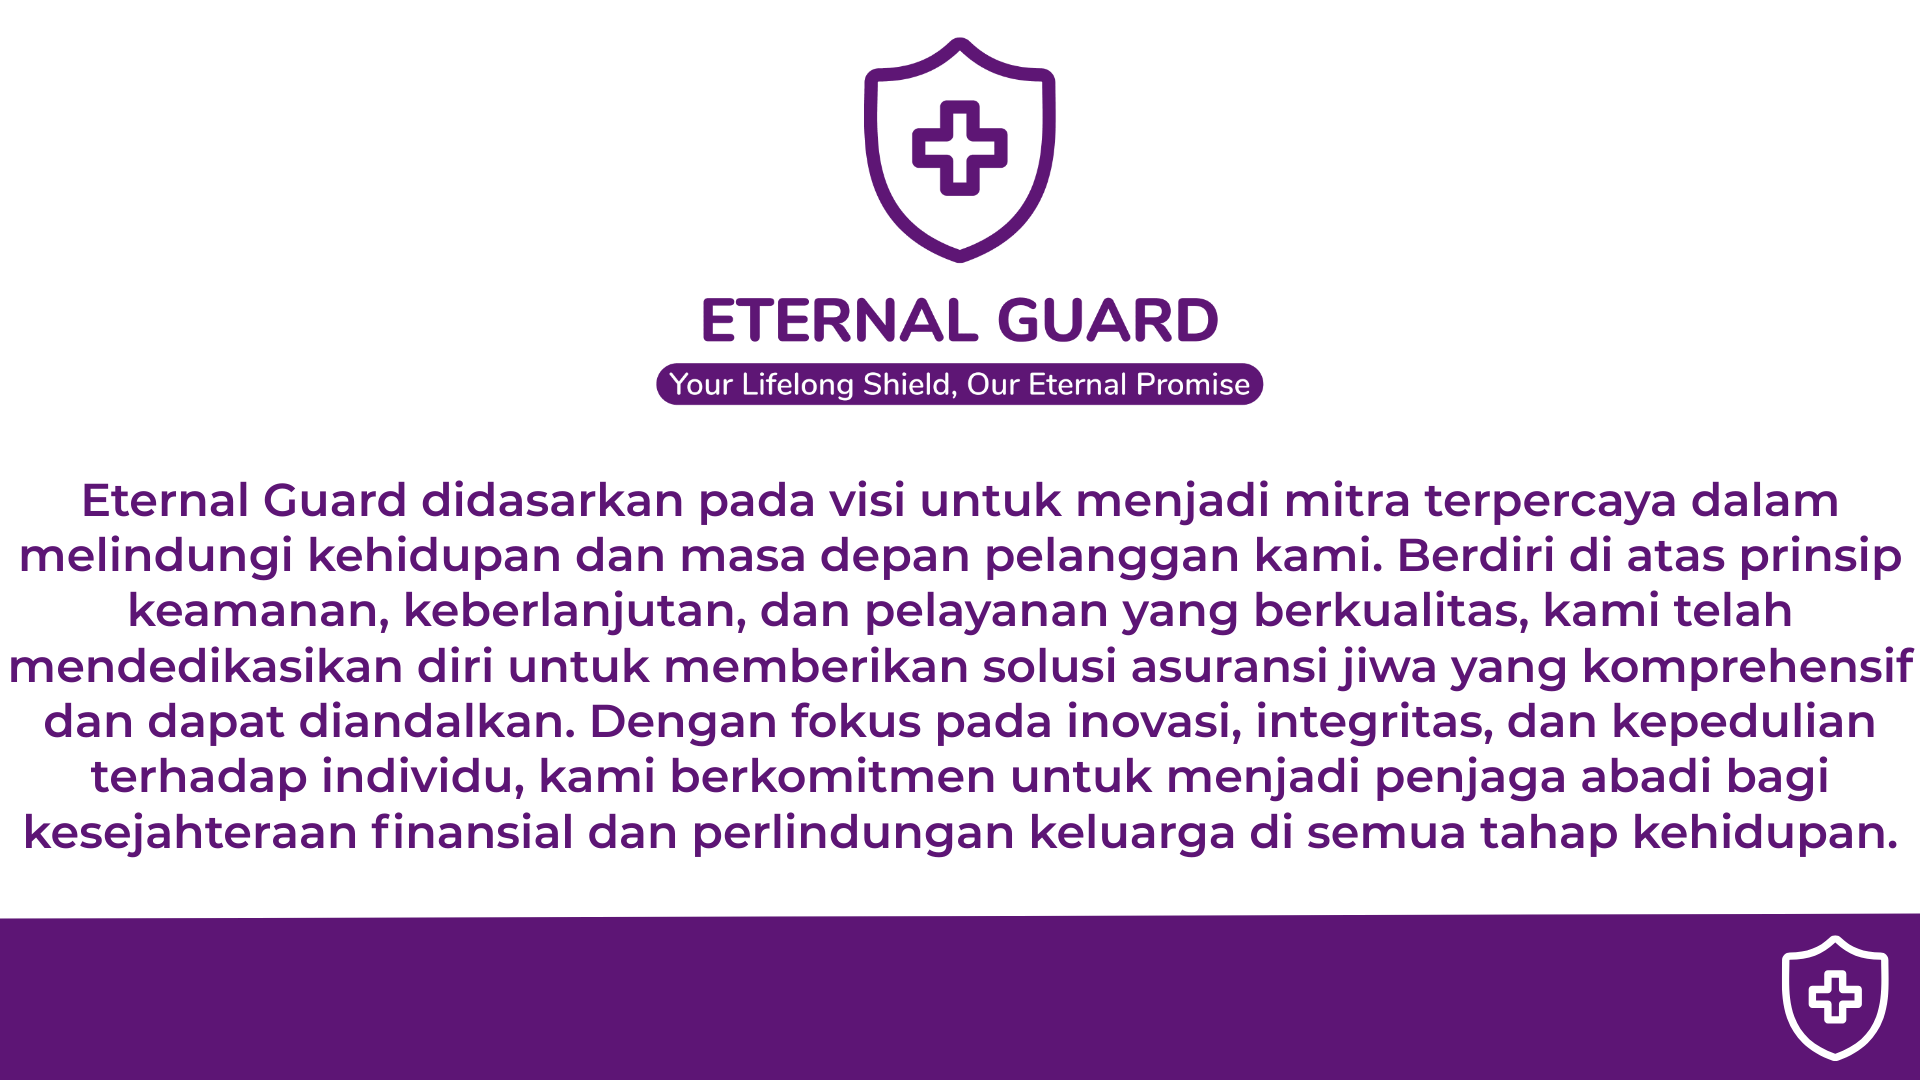 ETERNAL GUARD
Your Lifelong Shield, Our Eternal Promise
Eternal Guard didasarkan pada visi untuk menjadi mitra terpercaya dalam
melindungi kehidupan dan masa depan pelanggan kami. Berdiri di atas prinsip
keamanan, keberlanjutan, dan pelayanan yang berkualitas, kami telah
mendedikasikan diri untuk memberikan solusi asuransi jiwa yang komprehensif
dan dapat diandalkan. Dengan fokus pada inovasi, integritas, dan kepedulian
terhadap individu, kami berkomitmen untuk menjadi penjaga abadi bagi
kesejahteraan finansial dan perlindungan keluarga di semua tahap kehidupan.